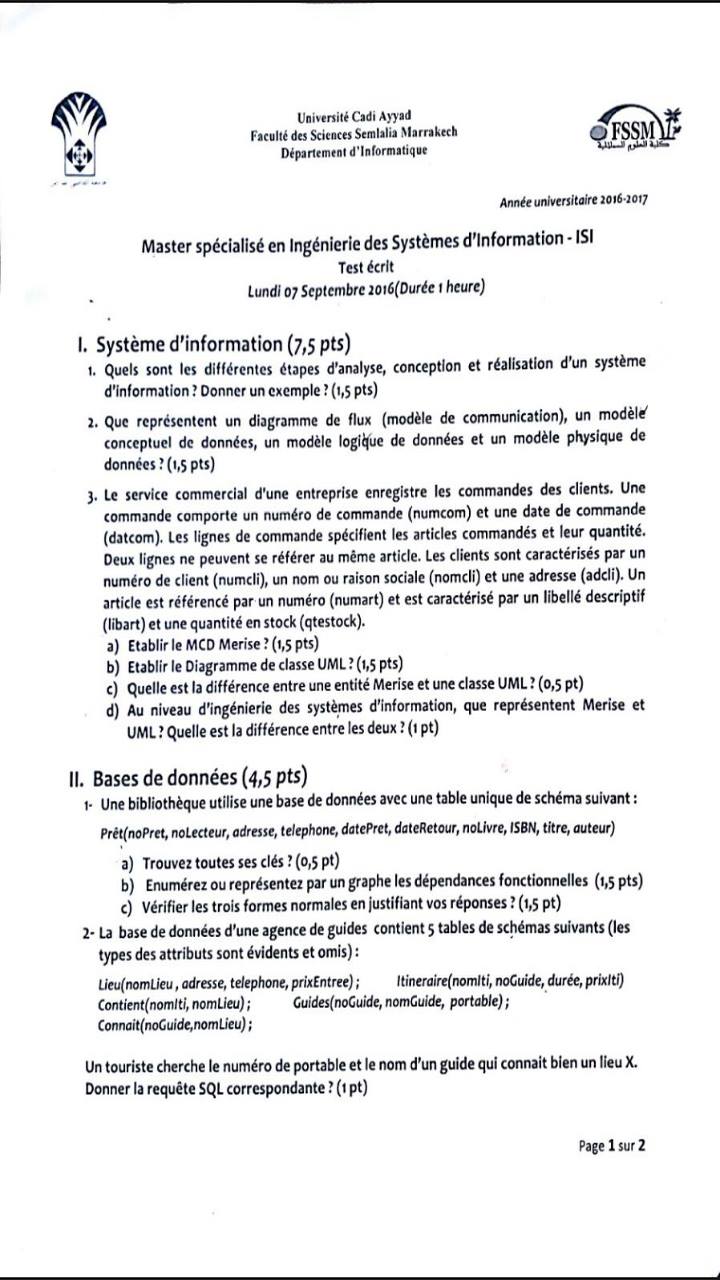 Université Cadi Ayyad
Faculté des Sciences Semlalia Marrakech
Département d'Informatique
FSSM
كلية العلوم السملالية
Année universitaire 2016-2017
Master spécialisé en Ingénierie des Systèmes d'Information - ISI
Test écrit
Lundi 07 Septembre 2016(Durée 1 heure)
I. Système d'information (7,5 pts)
1. Quels sont les différentes étapes d'analyse, conception et réalisation d'un système
d'information ? Donner un exemple ? (1,5 pts)
2. Que représentent un diagramme de flux (modèle de communication), un modèle
conceptuel de données, un modèle logique de données et un modèle physique de
données ? (1,5 pts)
3. Le service commercial d'une entreprise enregistre les commandes des clients. Une
commande comporte un numéro de commande (numcom) et une date de commande
(datcom). Les lignes de commande spécifient les articles commandés et leur quantité.
Deux lignes ne peuvent se référer au même article. Les clients sont caractérisés par un
numéro de client (numcli), un nom ou raison sociale (nomcli) et une adresse (adcli). Un
article est référencé par un numéro (numart) et est caractérisé par un libellé descriptif
(libart) et une quantité en stock (qtestock).
a) Etablir le MCD Merise ? (1,5 pts)
b) Etablir le Diagramme de classe UML ? (1,5 pts)
c) Quelle est la différence entre une entité Merise et une classe UML ? (0,5 pt)
d) Au niveau d'ingénierie des systèmes d'information, que représentent Merise et
UML ? Quelle est la différence entre les deux ? (1 pt)
II. Bases de données (4,5 pts)
1- Une bibliothèque utilise une base de données avec une table unique de schéma suivant :
Prêt(noPret, noLecteur, adresse, telephone, datePret, dateRetour, noLivre, ISBN, titre, auteur)
a) Trouvez toutes ses clés ? (0,5 pt)
b) Enumérez ou représentez par un graphe les dépendances fonctionnelles (1,5 pts)
c) Vérifier les trois formes normales en justifiant vos réponses ? (1,5 pt)
2- La base de données d'une agence de guides contient 5 tables de schémas suivants (les
types des attributs sont évidents et omis) :
Lieu(nomLieu, adresse, telephone, prixEntree) ; Itineraire(nomIti, noGuide, durée, prixIti)
Contient(nomIti, nomLieu) ; Guides(noGuide, nomGuide, portable) ;
Connait(noGuide,nomLieu) ;
Un touriste cherche le numéro de portable et le nom d'un guide qui connait bien un lieu X.
Donner la requête SQL correspondante ? (1 pt)
Page 1 sur 2